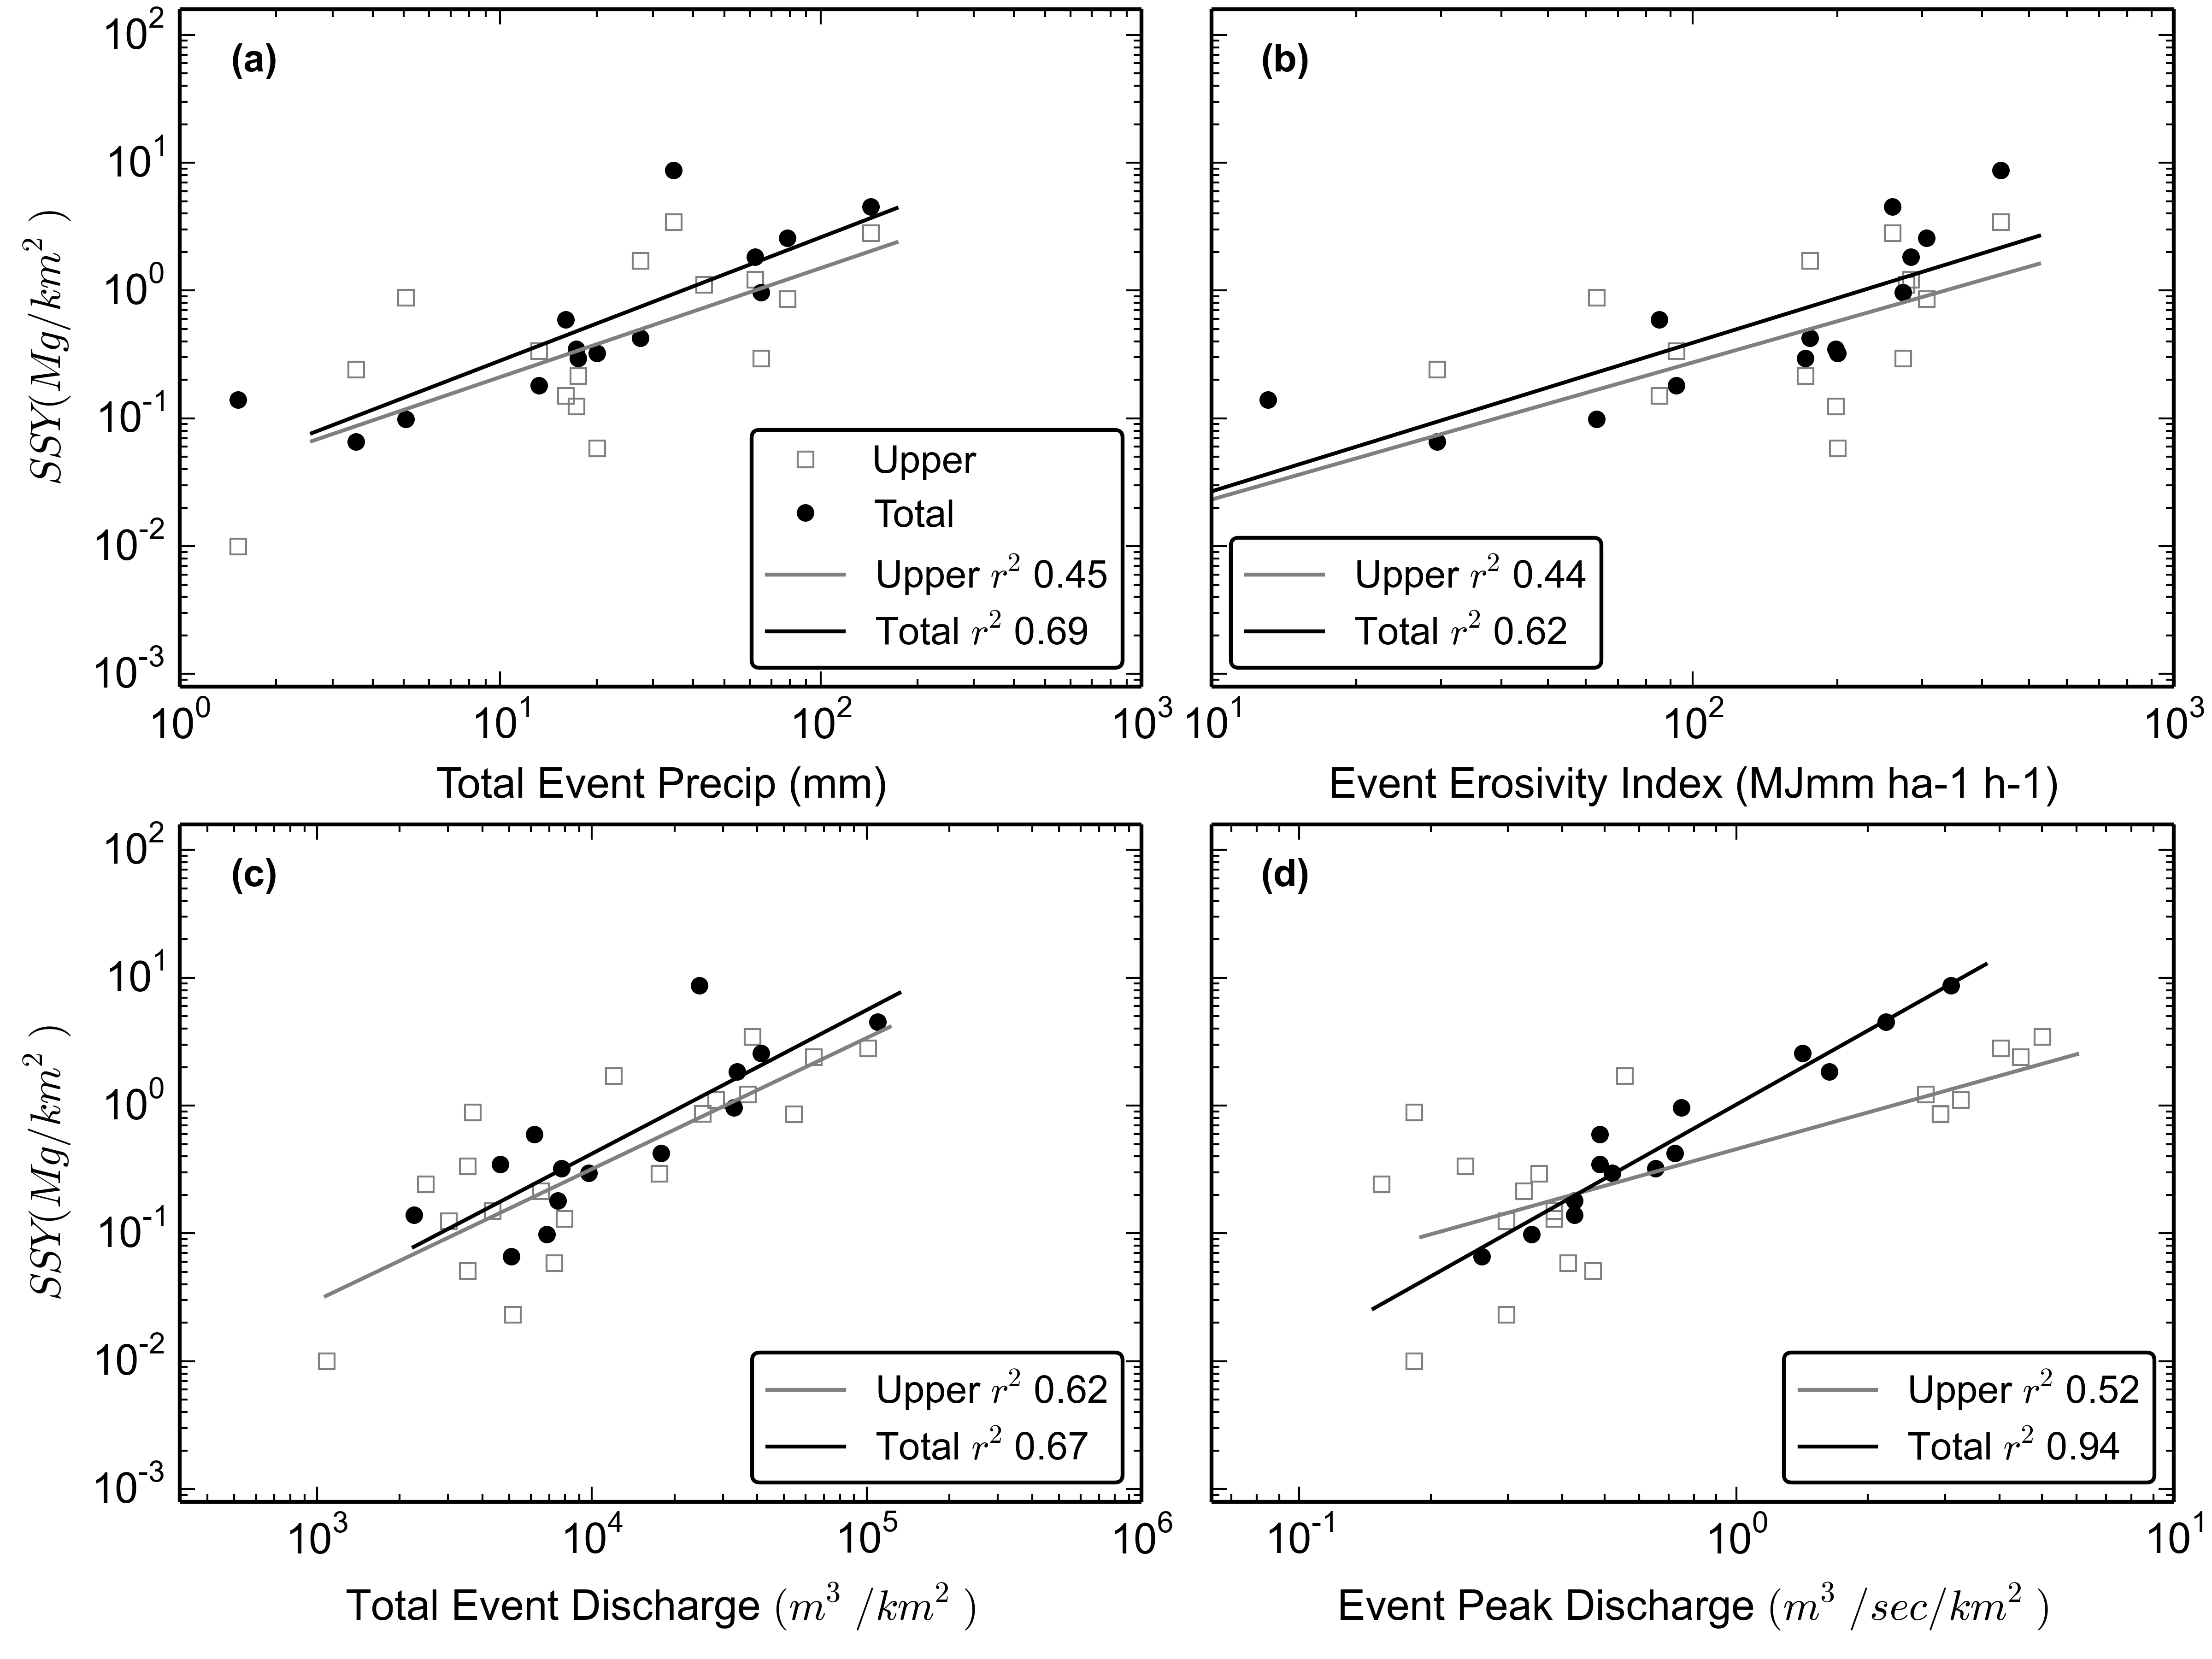 (a)
10²
10¹
10⁰
10⁻¹
10⁻²
10⁻³
SSY(Mg/km²)
Upper
Total
Upper r² 0.45
Total r² 0.69
10⁰ 10¹ 10² 10³
Total Event Precip (mm)
(b)
Upper r² 0.44
Total r² 0.62
10¹ 10² 10³
Event Erosivity Index (MJmm ha-1 h-1)
(c)
10²
10¹
10⁰
10⁻¹
10⁻²
10⁻³
SSY(Mg/km²)
Upper r² 0.62
Total r² 0.67
10³ 10⁴ 10⁵ 10⁶
Total Event Discharge (m³/km²)
(d)
Upper r² 0.52
Total r² 0.94
10⁻¹ 10⁰ 10¹
Event Peak Discharge (m³/sec/km²)